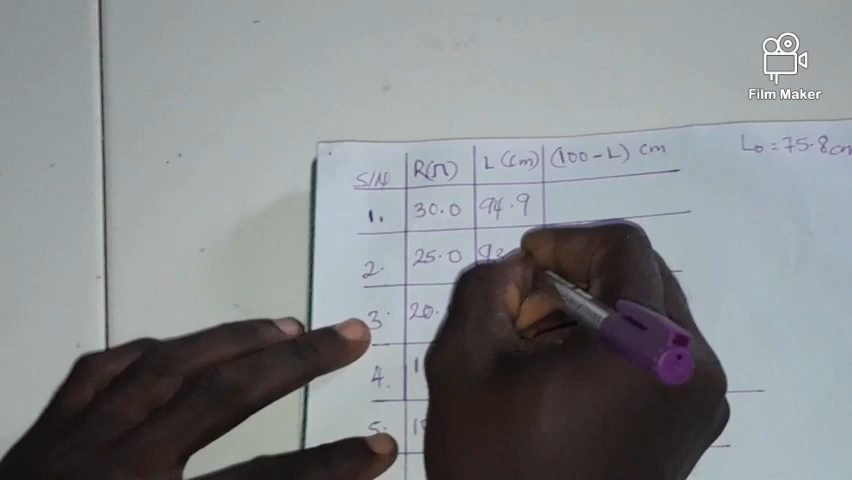 Film Maker
S/N R(Ω) L (cm) (100 - L) cm L₀ = 75.8cm
1. 30.0 94.9
2. 25.0
3.
4.
5.